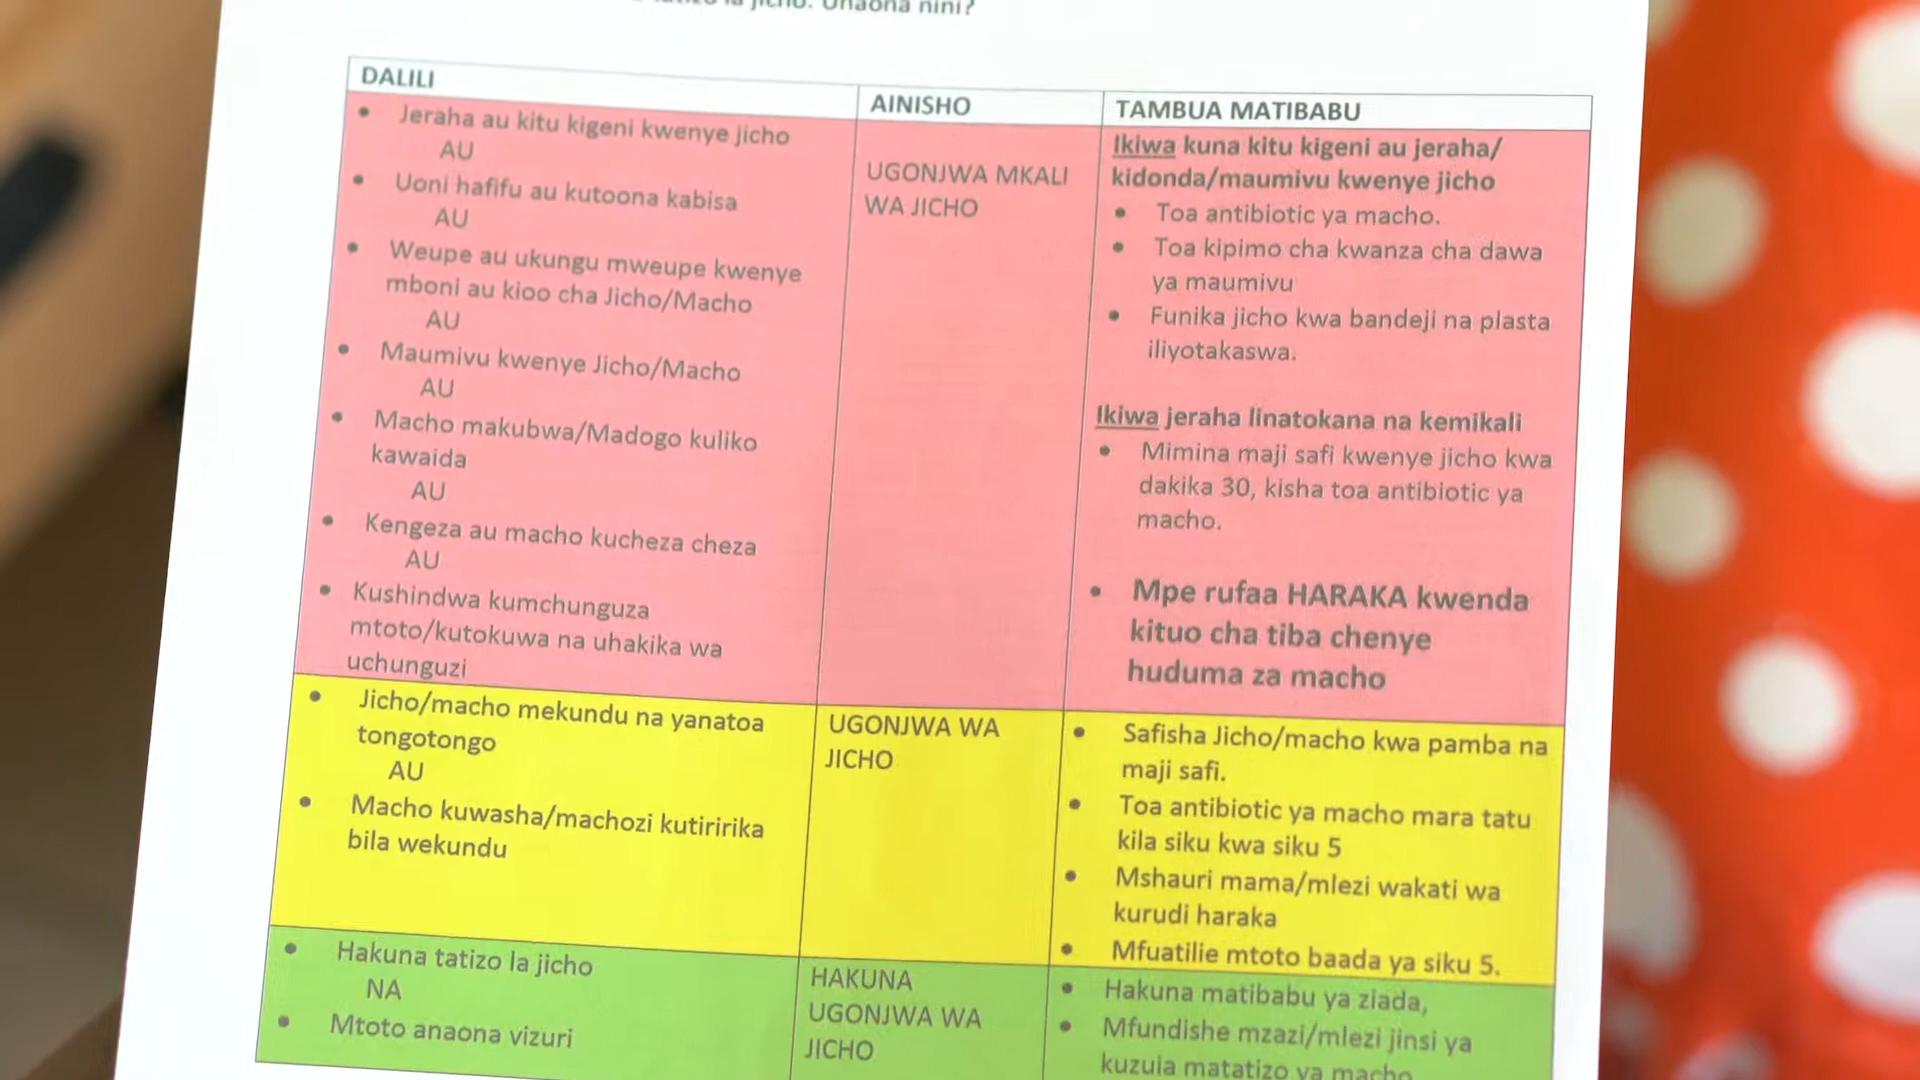 la jicho. Unaona nini?
DALILI
AINISHO
TAMBUA MATIBABU
• Jeraha au kitu kigeni kwenye jicho
AU
• Uoni hafifu au kutoona kabisa
AU
• Weupe au ukungu mweupe kwenye
mboni au kioo cha Jicho/Macho
AU
• Maumivu kwenye Jicho/Macho
AU
• Macho makubwa/Madogo kuliko
kawaida
AU
• Kengeza au macho kucheza cheza
AU
• Kushindwa kumchunguza
mtoto/kutokuwa na uhakika wa
uchunguzi
UGONJWA MKALI
WA JICHO
Ikiwa kuna kitu kigeni au jeraha/
kidonda/maumivu kwenye jicho
• Toa antibiotic ya macho.
• Toa kipimo cha kwanza cha dawa
ya maumivu
• Funika jicho kwa bandeji na plasta
iliyotakaswa.
Ikiwa jeraha linatokana na kemikali
• Mimina maji safi kwenye jicho kwa
dakika 30, kisha toa antibiotic ya
macho.
• Mpe rufaa HARAKA kwenda
kituo cha tiba chenye
huduma za macho
• Jicho/macho mekundu na yanatoa
tongotongo
AU
• Macho kuwasha/machozi kutiririka
bila wekundu
UGONJWA WA
JICHO
• Safisha Jicho/macho kwa pamba na
maji safi.
• Toa antibiotic ya macho mara tatu
kila siku kwa siku 5
• Mshauri mama/mlezi wakati wa
kurudi haraka
• Mfuatilie mtoto baada ya siku 5.
• Hakuna tatizo la jicho
NA
• Mtoto anaona vizuri
HAKUNA
UGONJWA WA
JICHO
• Hakuna matibabu ya ziada,
• Mfundishe mzazi/mlezi jinsi ya
kuzuia matatizo ya macho